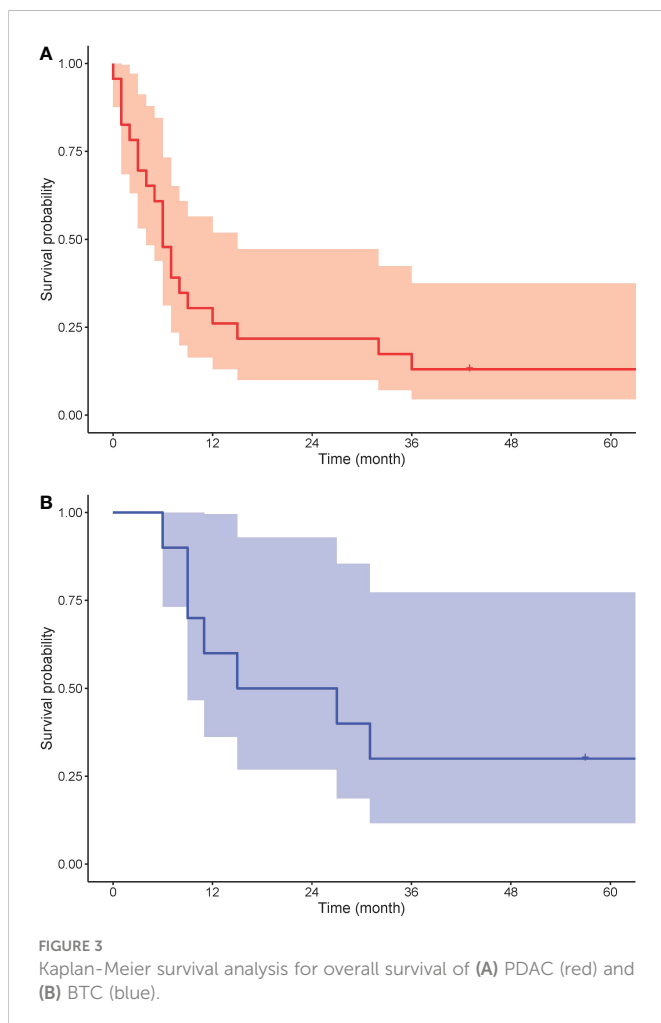 A
1.00
0.75
0.50
0.25
0.00
Survival probability
0 12 24 36 48 60
Time (month)
B
1.00
0.75
0.50
0.25
0.00
Survival probability
0 12 24 36 48 60
Time (month)
FIGURE 3
Kaplan-Meier survival analysis for overall survival of (A) PDAC (red) and
(B) BTC (blue).